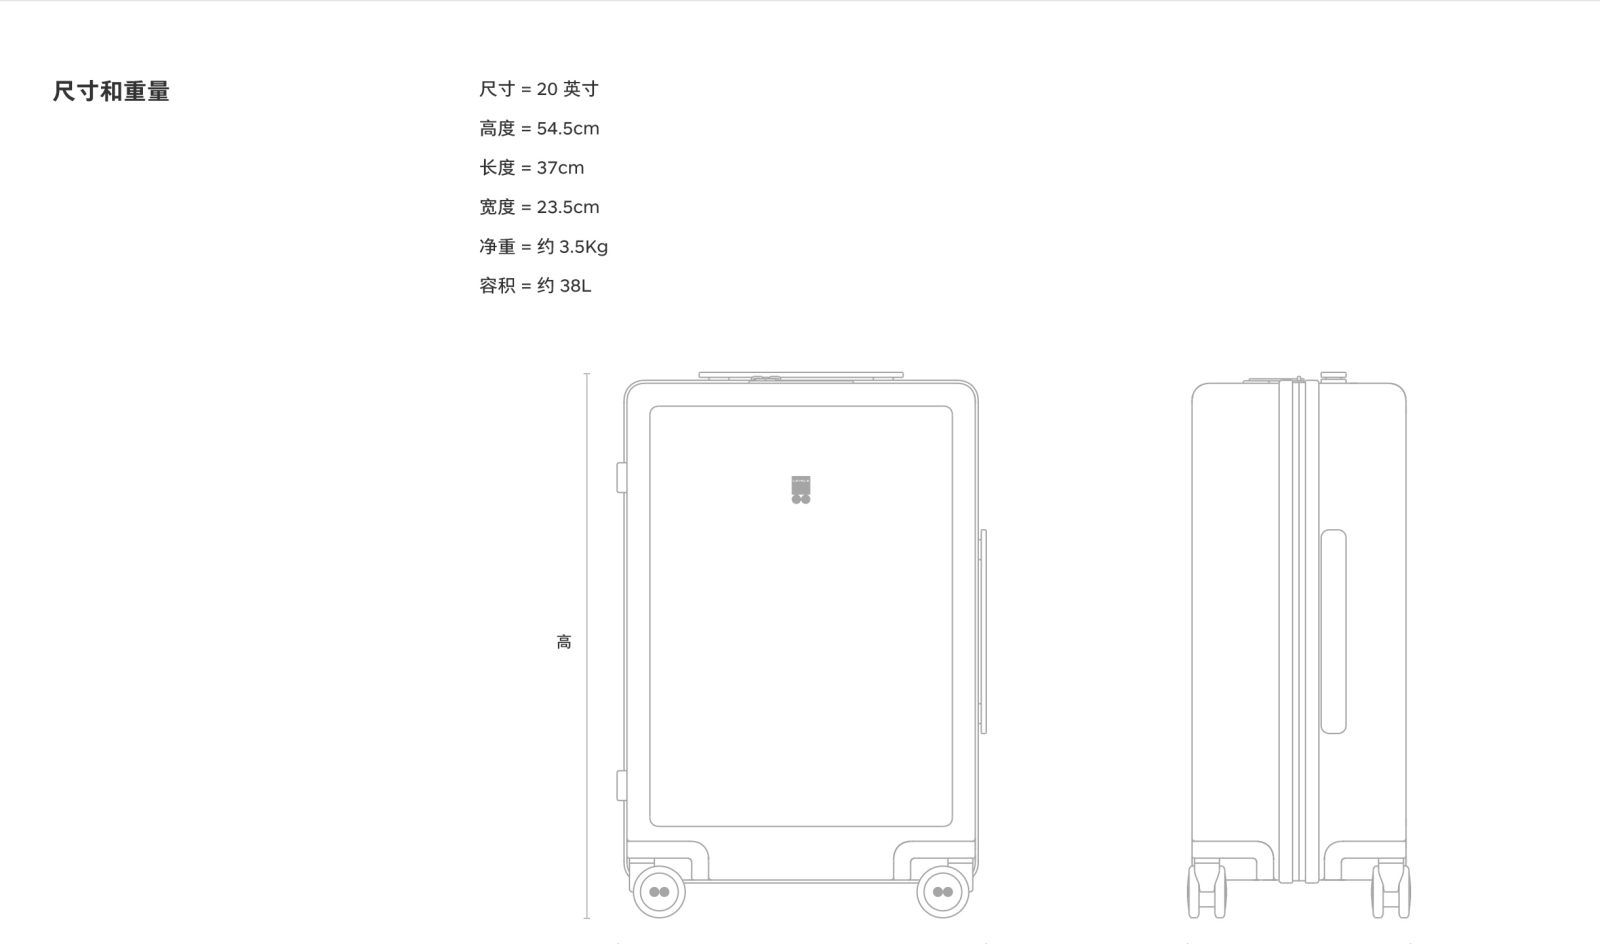 尺寸和重量
尺寸 = 20 英寸
高度 = 54.5cm
长度 = 37cm
宽度 = 23.5cm
净重 = 约 3.5Kg
容积 = 约 38L
高